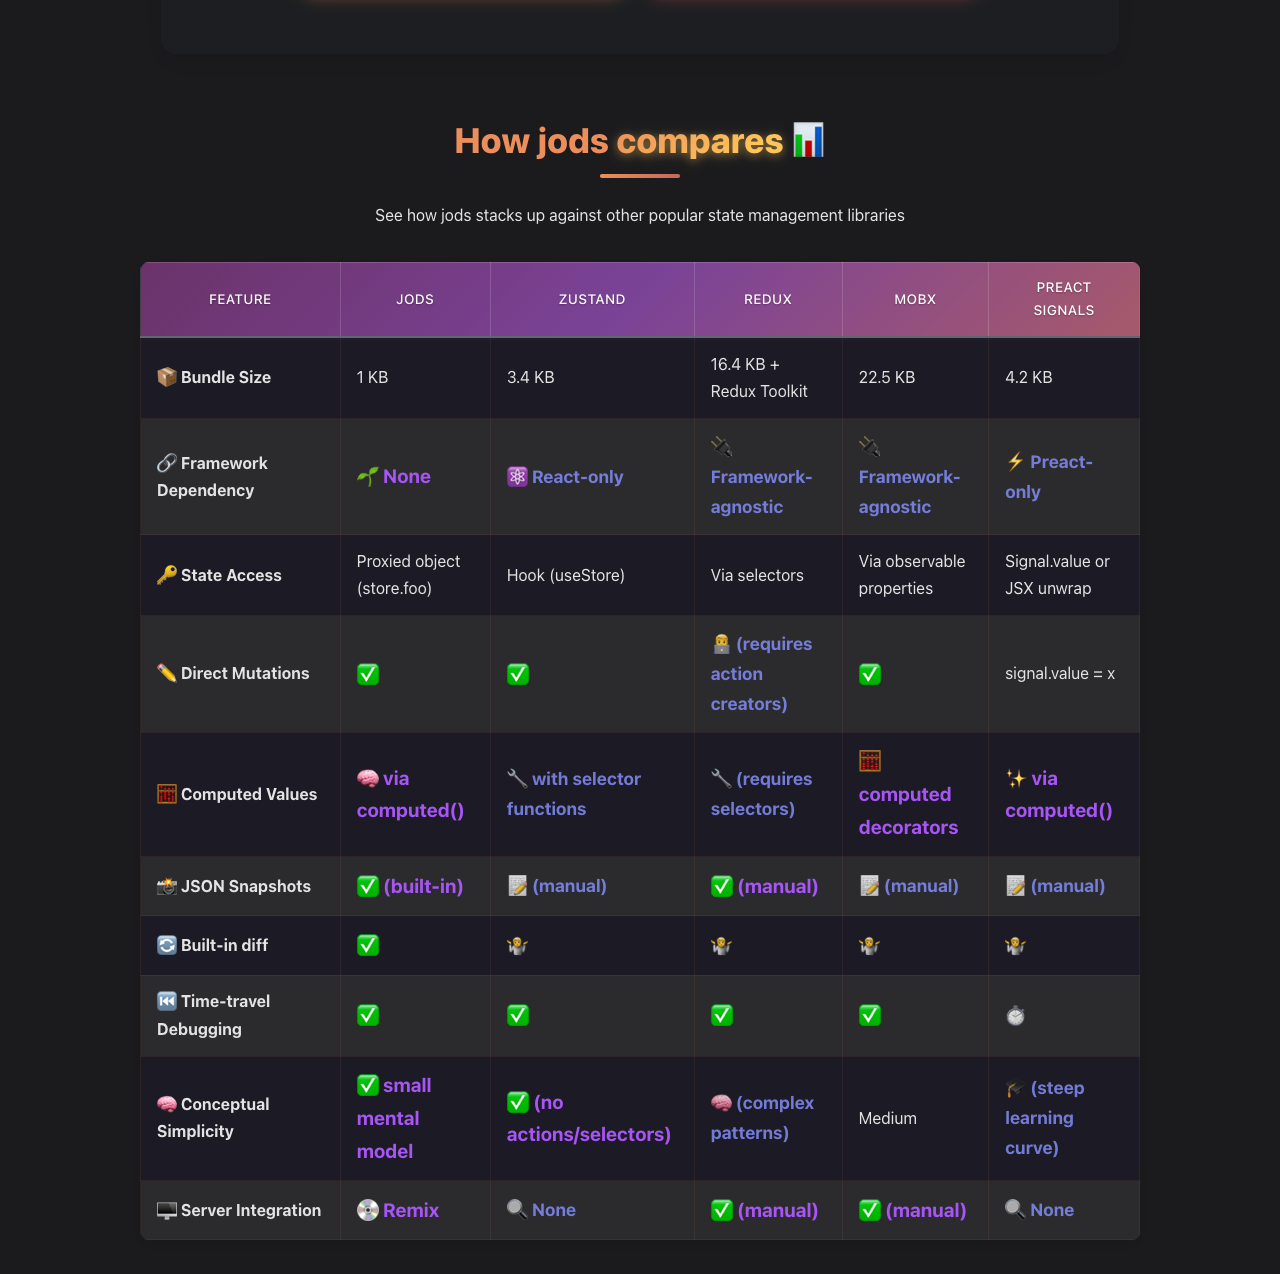 How jods compares 📊
See how jods stacks up against other popular state management libraries
FEATURE
JODS
ZUSTAND
REDUX
MOBX
PREACT
SIGNALS
📦 Bundle Size
1 KB
3.4 KB
16.4 KB +
Redux Toolkit
22.5 KB
4.2 KB
🔗 Framework
Dependency
🌱 None
⚛️ React-only
🔌
Framework-
agnostic
🔌
Framework-
agnostic
⚡ Preact-
only
🔑 State Access
Proxied object
(store.foo)
Hook (useStore)
Via selectors
Via observable
properties
Signal.value or
JSX unwrap
✏️ Direct Mutations
✅
✅
👨‍💻 (requires
action
creators)
✅
signal.value = x
🧮 Computed Values
🧠 via
computed()
🔧 with selector
functions
🔧 (requires
selectors)
🧮
computed
decorators
✨ via
computed()
📸 JSON Snapshots
✅ (built-in)
📝 (manual)
✅ (manual)
📝 (manual)
📝 (manual)
🔄 Built-in diff
✅
🤷
🤷
🤷
🤷
⏮️ Time-travel
Debugging
✅
✅
✅
✅
⏱️
🧠 Conceptual
Simplicity
✅ small
mental
model
✅ (no
actions/selectors)
🧠 (complex
patterns)
Medium
🎓 (steep
learning
curve)
🖥️ Server Integration
💿 Remix
🔍 None
✅ (manual)
✅ (manual)
🔍 None